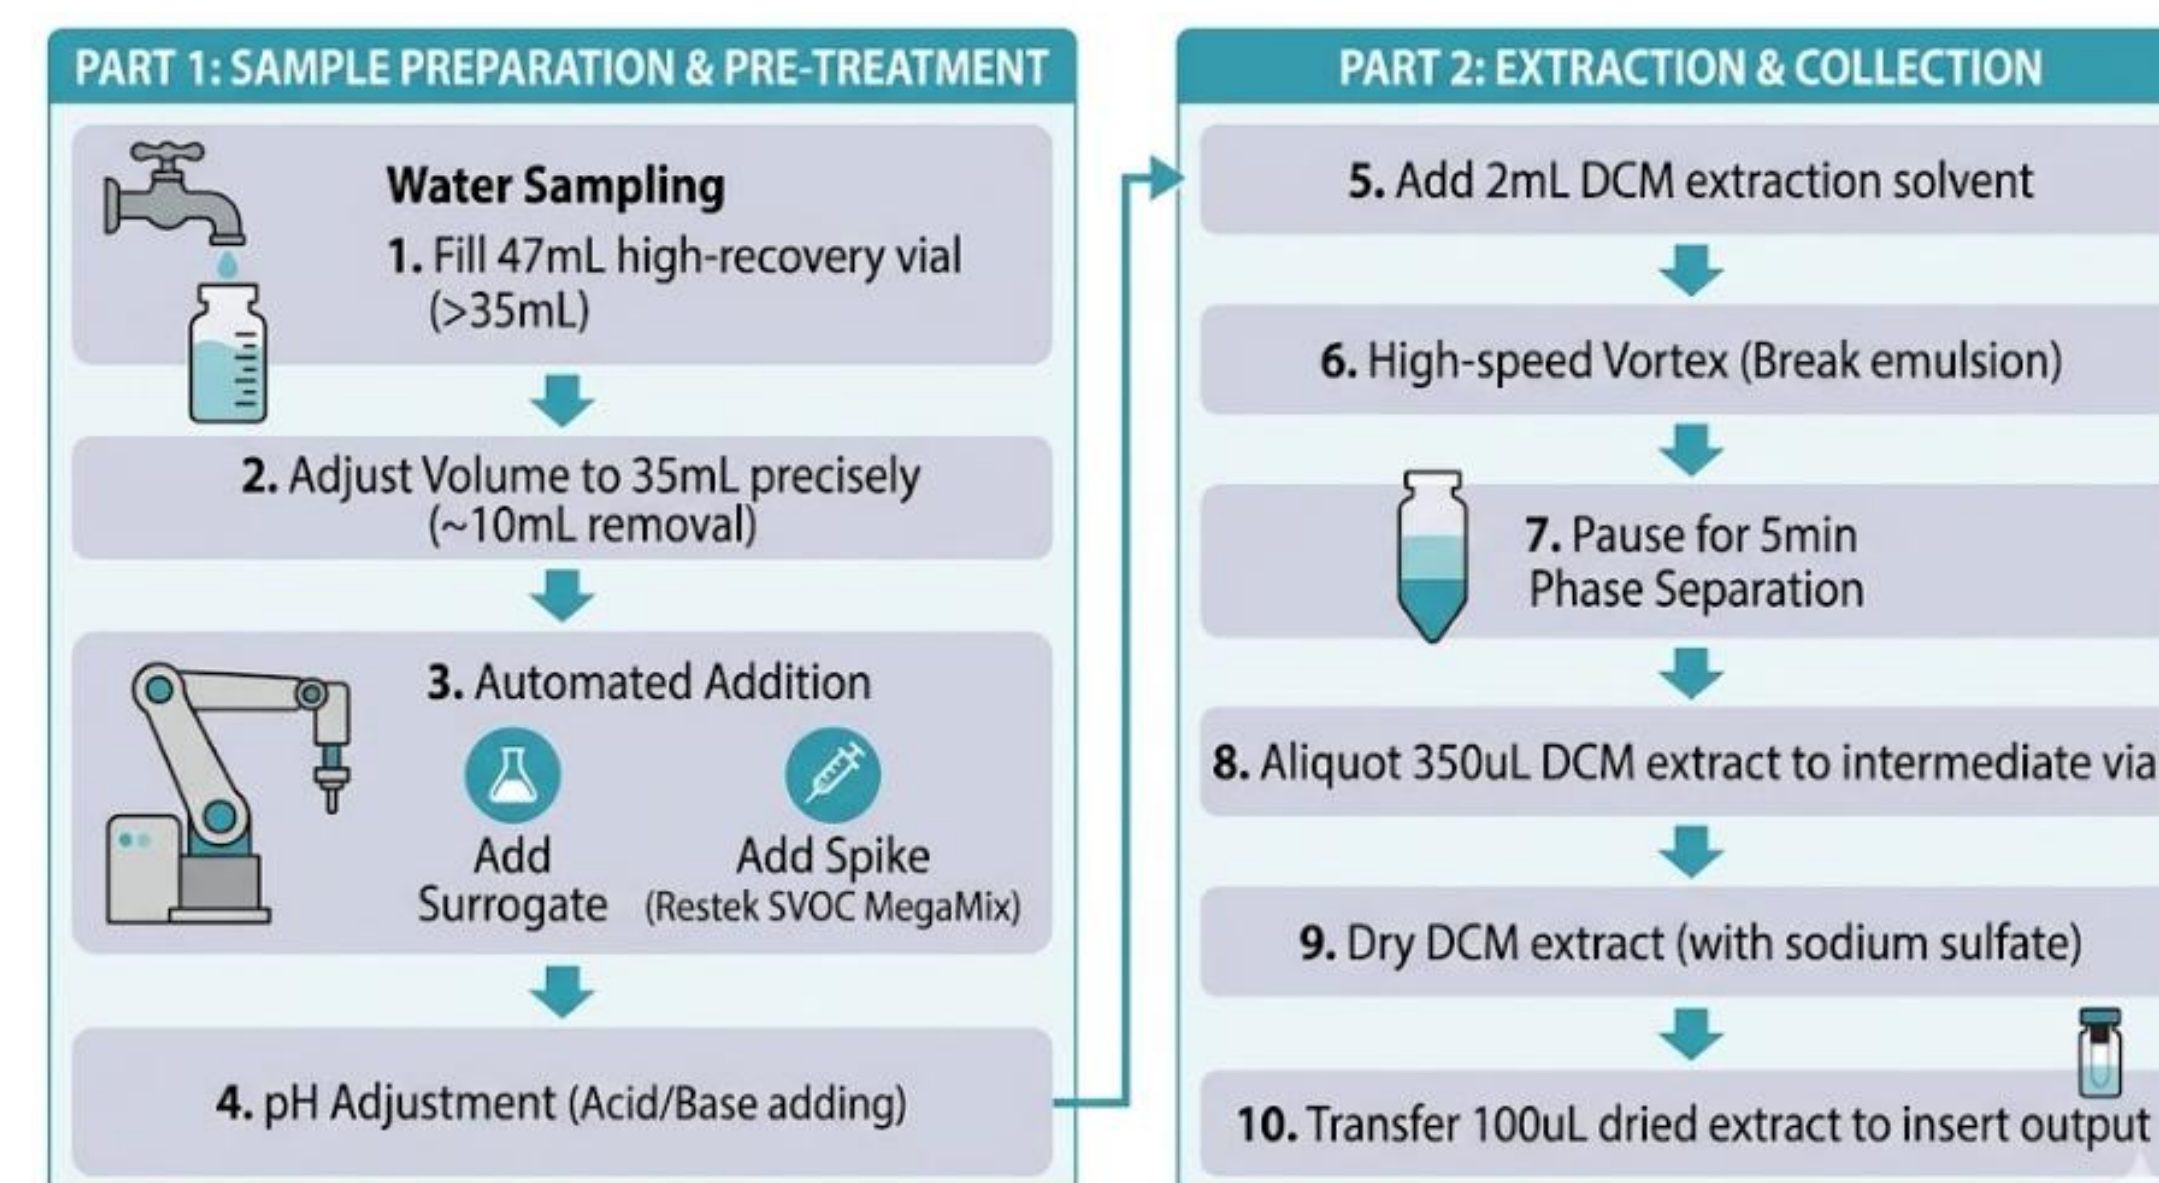 PART 1: SAMPLE PREPARATION & PRE-TREATMENT
Water Sampling
1. Fill 47mL high-recovery vial
(>35mL)
2. Adjust Volume to 35mL precisely
(~10mL removal)
3. Automated Addition
Add
Surrogate
Add Spike
(Restek SVOC MegaMix)
4. pH Adjustment (Acid/Base adding)
PART 2: EXTRACTION & COLLECTION
5. Add 2mL DCM extraction solvent
6. High-speed Vortex (Break emulsion)
7. Pause for 5min
Phase Separation
8. Aliquot 350uL DCM extract to intermediate via
9. Dry DCM extract (with sodium sulfate)
10. Transfer 100uL dried extract to insert output